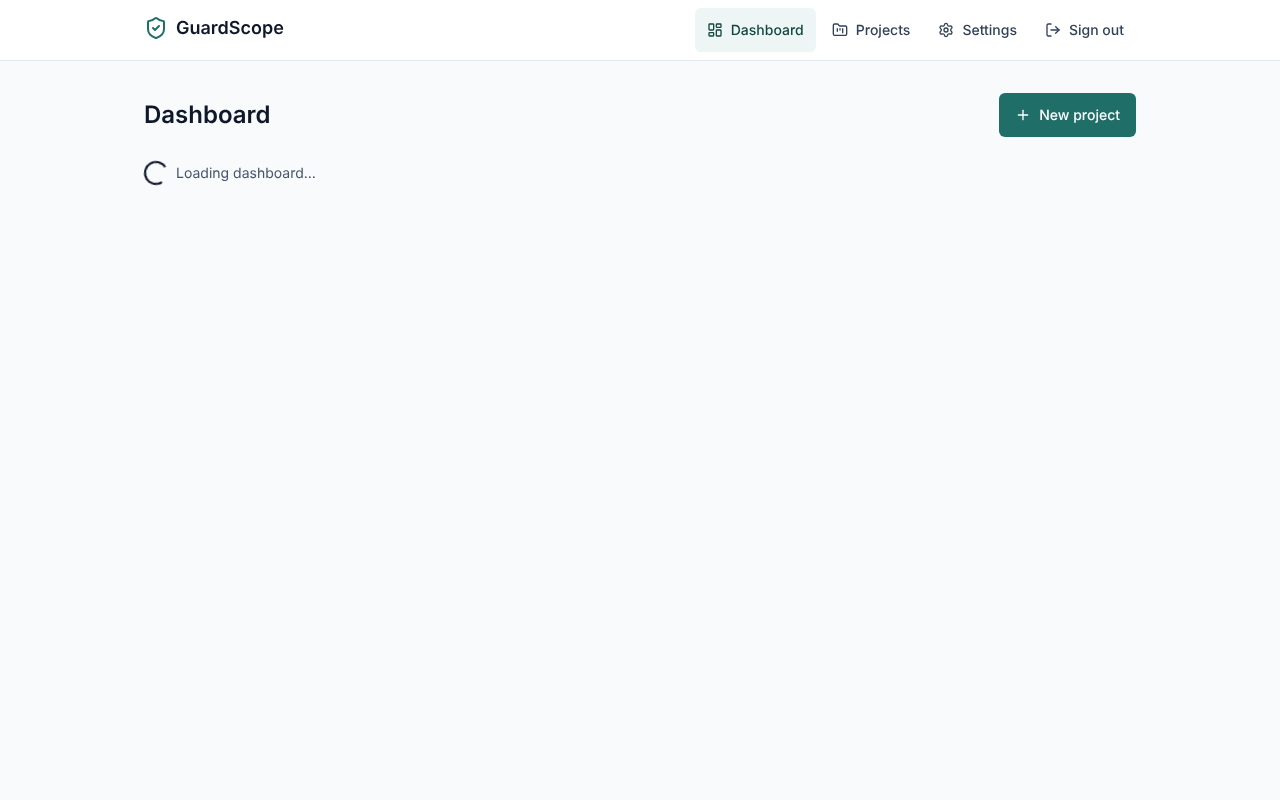 GuardScope
Dashboard
Projects
Settings
Sign out
Dashboard
New project
Loading dashboard...